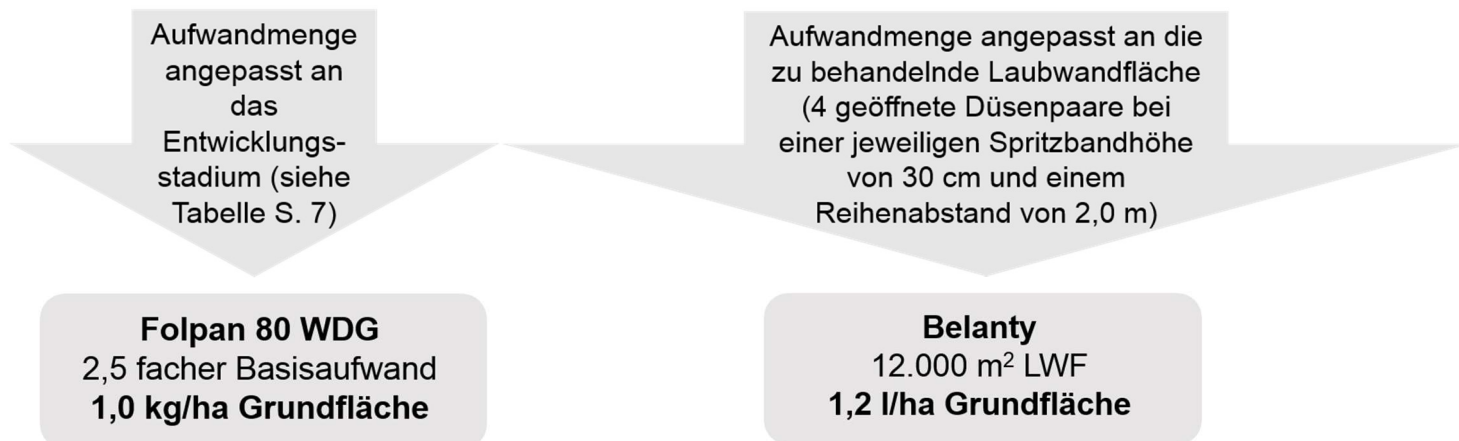 Aufwandmenge
angepasst an
das
Entwicklungs-
stadium (siehe
Tabelle S. 7)
Aufwandmenge angepasst an die
zu behandelnde Laubwandfläche
(4 geöffnete Düsenpaare bei
einer jeweiligen Spritzbandhöhe
von 30 cm und einem
Reihenabstand von 2,0 m)
Folpan 80 WDG
2,5 facher Basisaufwand
1,0 kg/ha Grundfläche
Belanty
12.000 m² LWF
1,2 l/ha Grundfläche